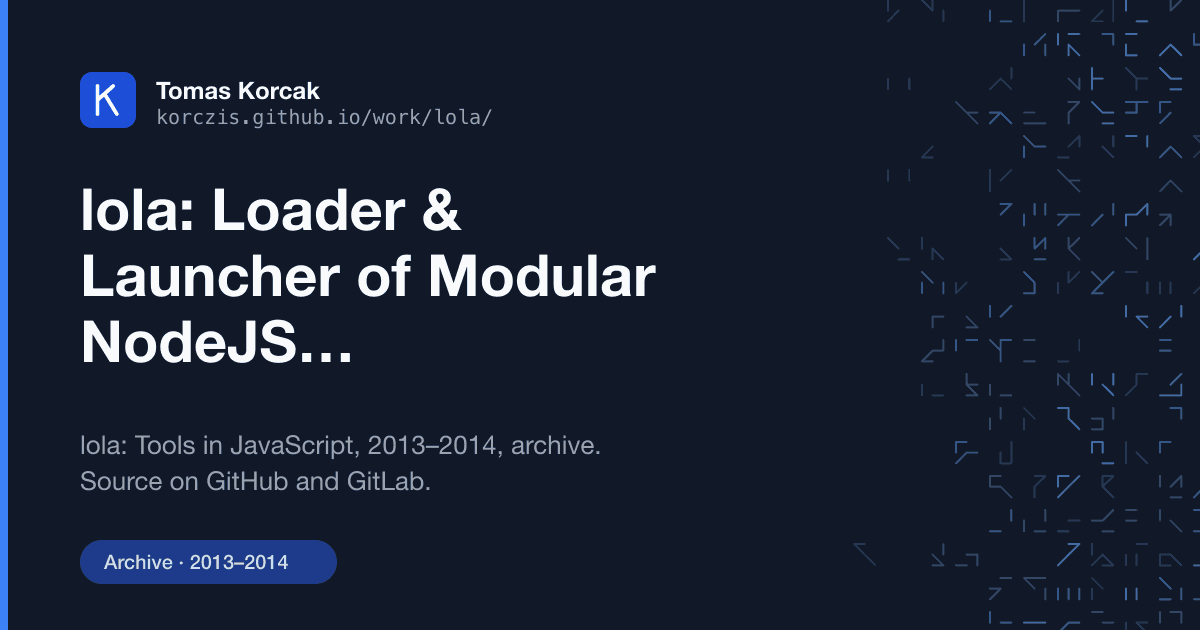 K
Tomas Korcak
korczis.github.io/work/lola/
lola: Loader &
Launcher of Modular
NodeJS...
lola: Tools in JavaScript, 2013–2014, archive.
Source on GitHub and GitLab.
Archive · 2013–2014